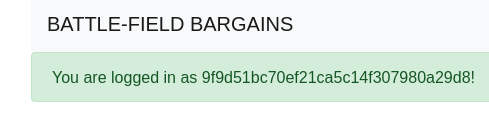 BATTLE-FIELD BARGAINS
You are logged in as 9f9d51bc70ef21ca5c14f307980a29d8!